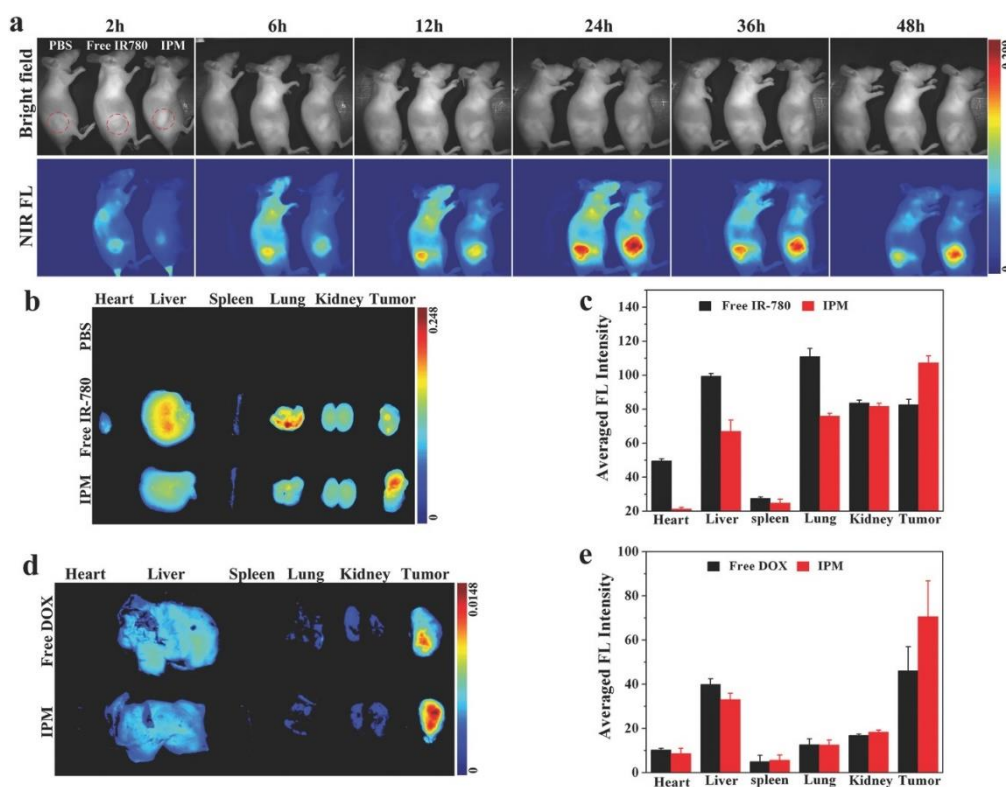 a
2h 6h 12h 24h 36h 48h
PBS Free IR780 IPM
Bright field
NIR FL
0
b
Heart Liver Spleen Lung Kidney Tumor
PBS
Free IR-780
IPM
0.248
0
c
Free IR-780 IPM
Averaged FL Intensity
140
120
100
80
60
40
20
Heart Liver spleen Lung Kidney Tumor
d
Heart Liver Spleen Lung Kidney Tumor
Free DOX
IPM
0.0148
0
e
Free DOX IPM
Averaged FL Intensity
100
80
60
40
20
0
Heart Liver spleen Lung Kidney Tumor